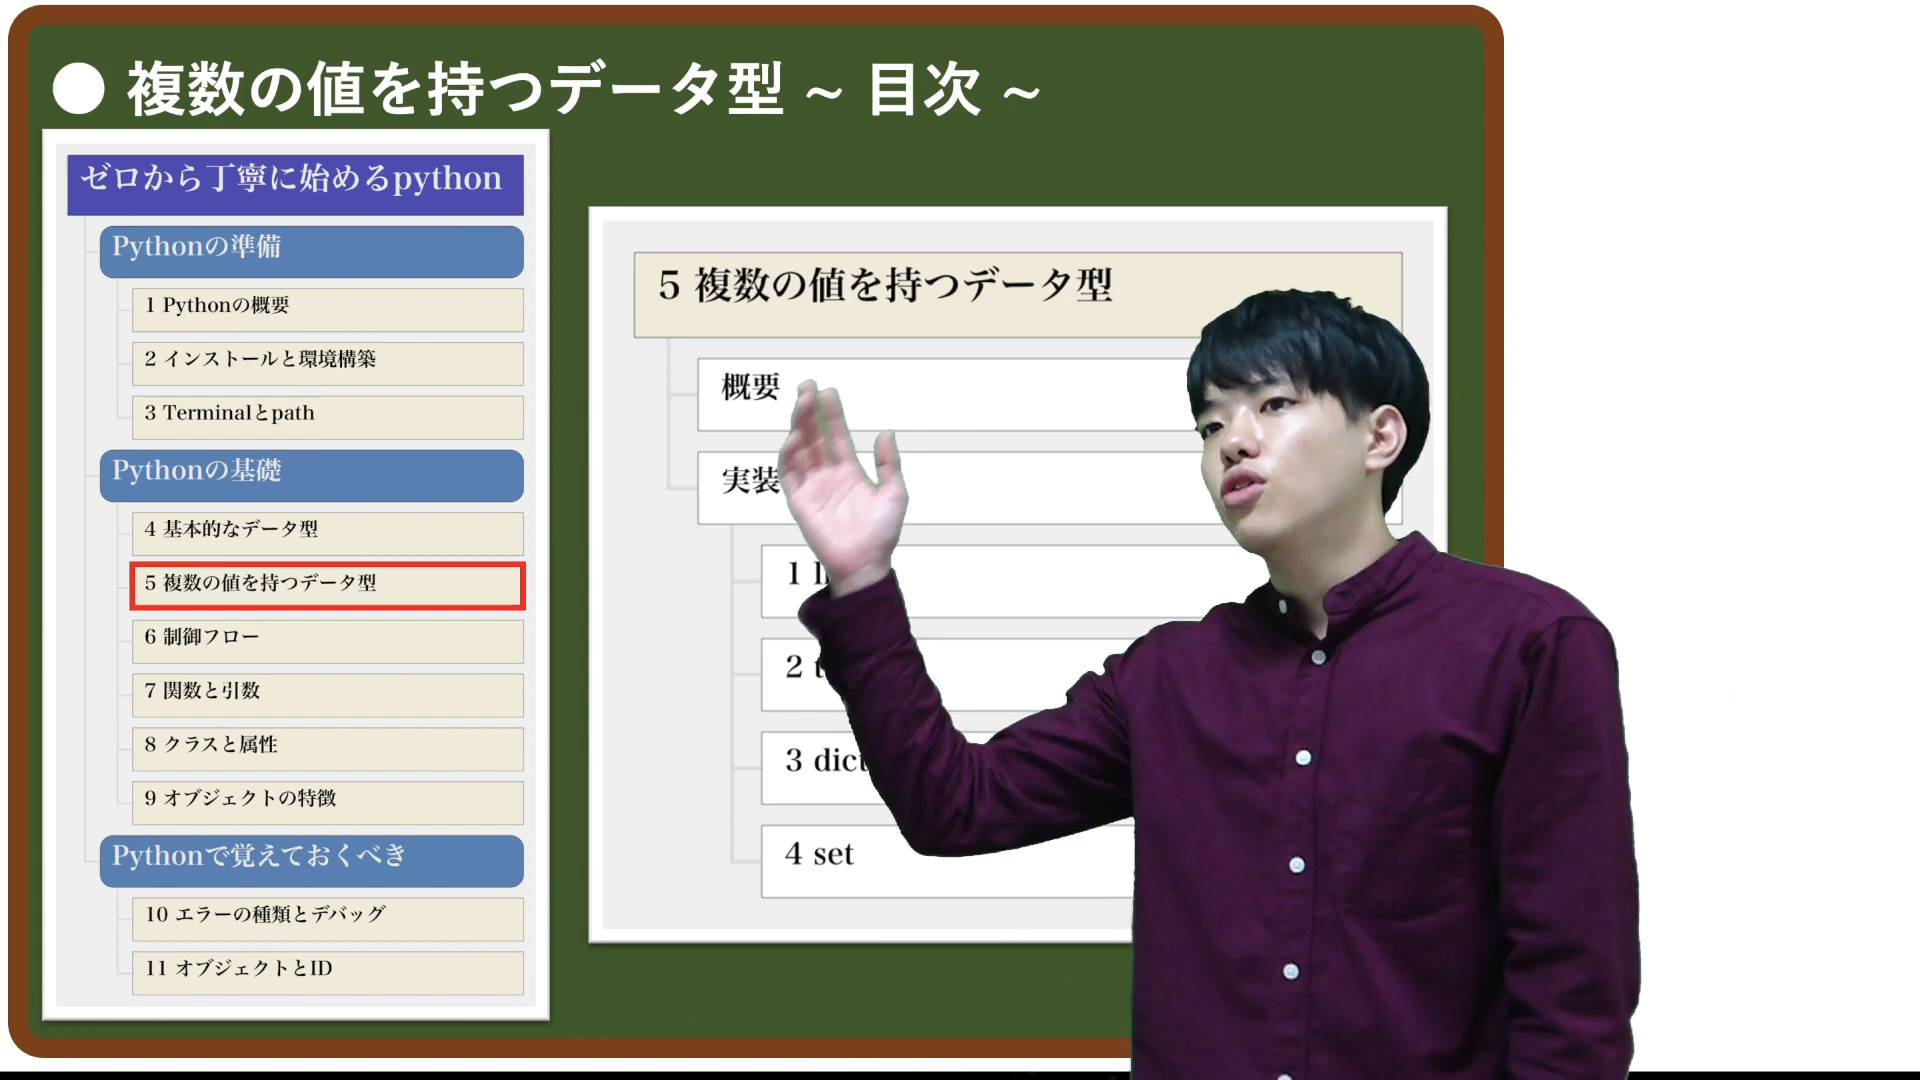 ● 複数の値を持つデータ型 ~ 目次 ~
ゼロから丁寧に始めるpython
Pythonの準備
1 Pythonの概要
2 インストールと環境構築
3 Terminalとpath
Pythonの基礎
4 基本的なデータ型
5 複数の値を持つデータ型
6 制御フロー
7 関数と引数
8 クラスと属性
9 オブジェクトの特徴
Pythonで覚えておくべき
10 エラーの種類とデバッグ
11 オブジェクトとID
5 複数の値を持つデータ型
概要
実装
1
2
3 dict
4 set